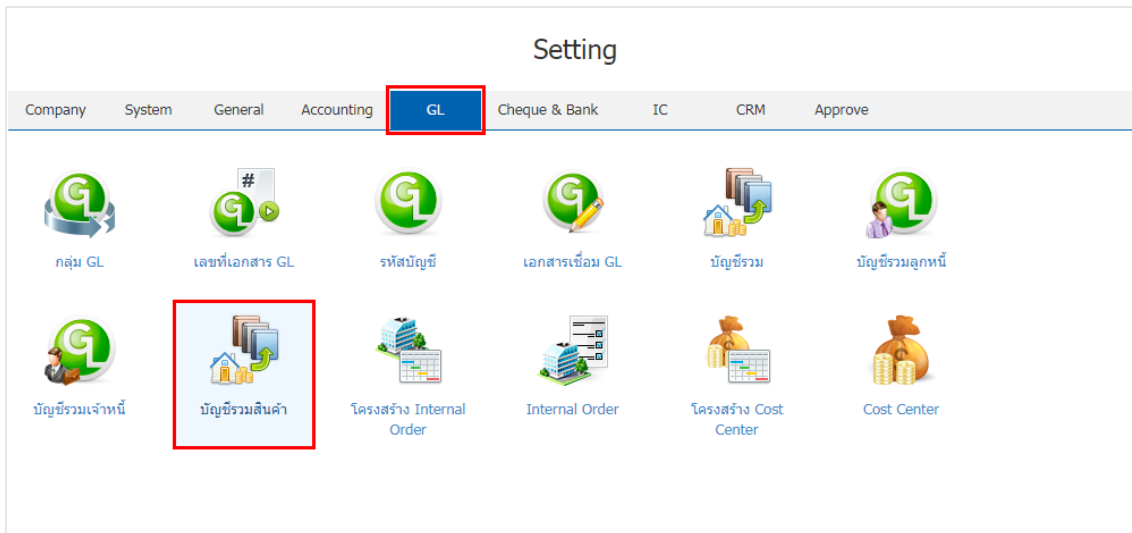 Setting
Company System General Accounting GL Cheque & Bank IC CRM Approve
#
กลุ่ม GL เลขที่เอกสาร GL รหัสบัญชี เอกสารเชื่อม GL บัญชีรวม บัญชีรวมลูกหนี้
บัญชีรวมเจ้าหนี้ บัญชีรวมสินค้า โครงสร้าง Internal Order Internal Order โครงสร้าง Cost Center Cost Center